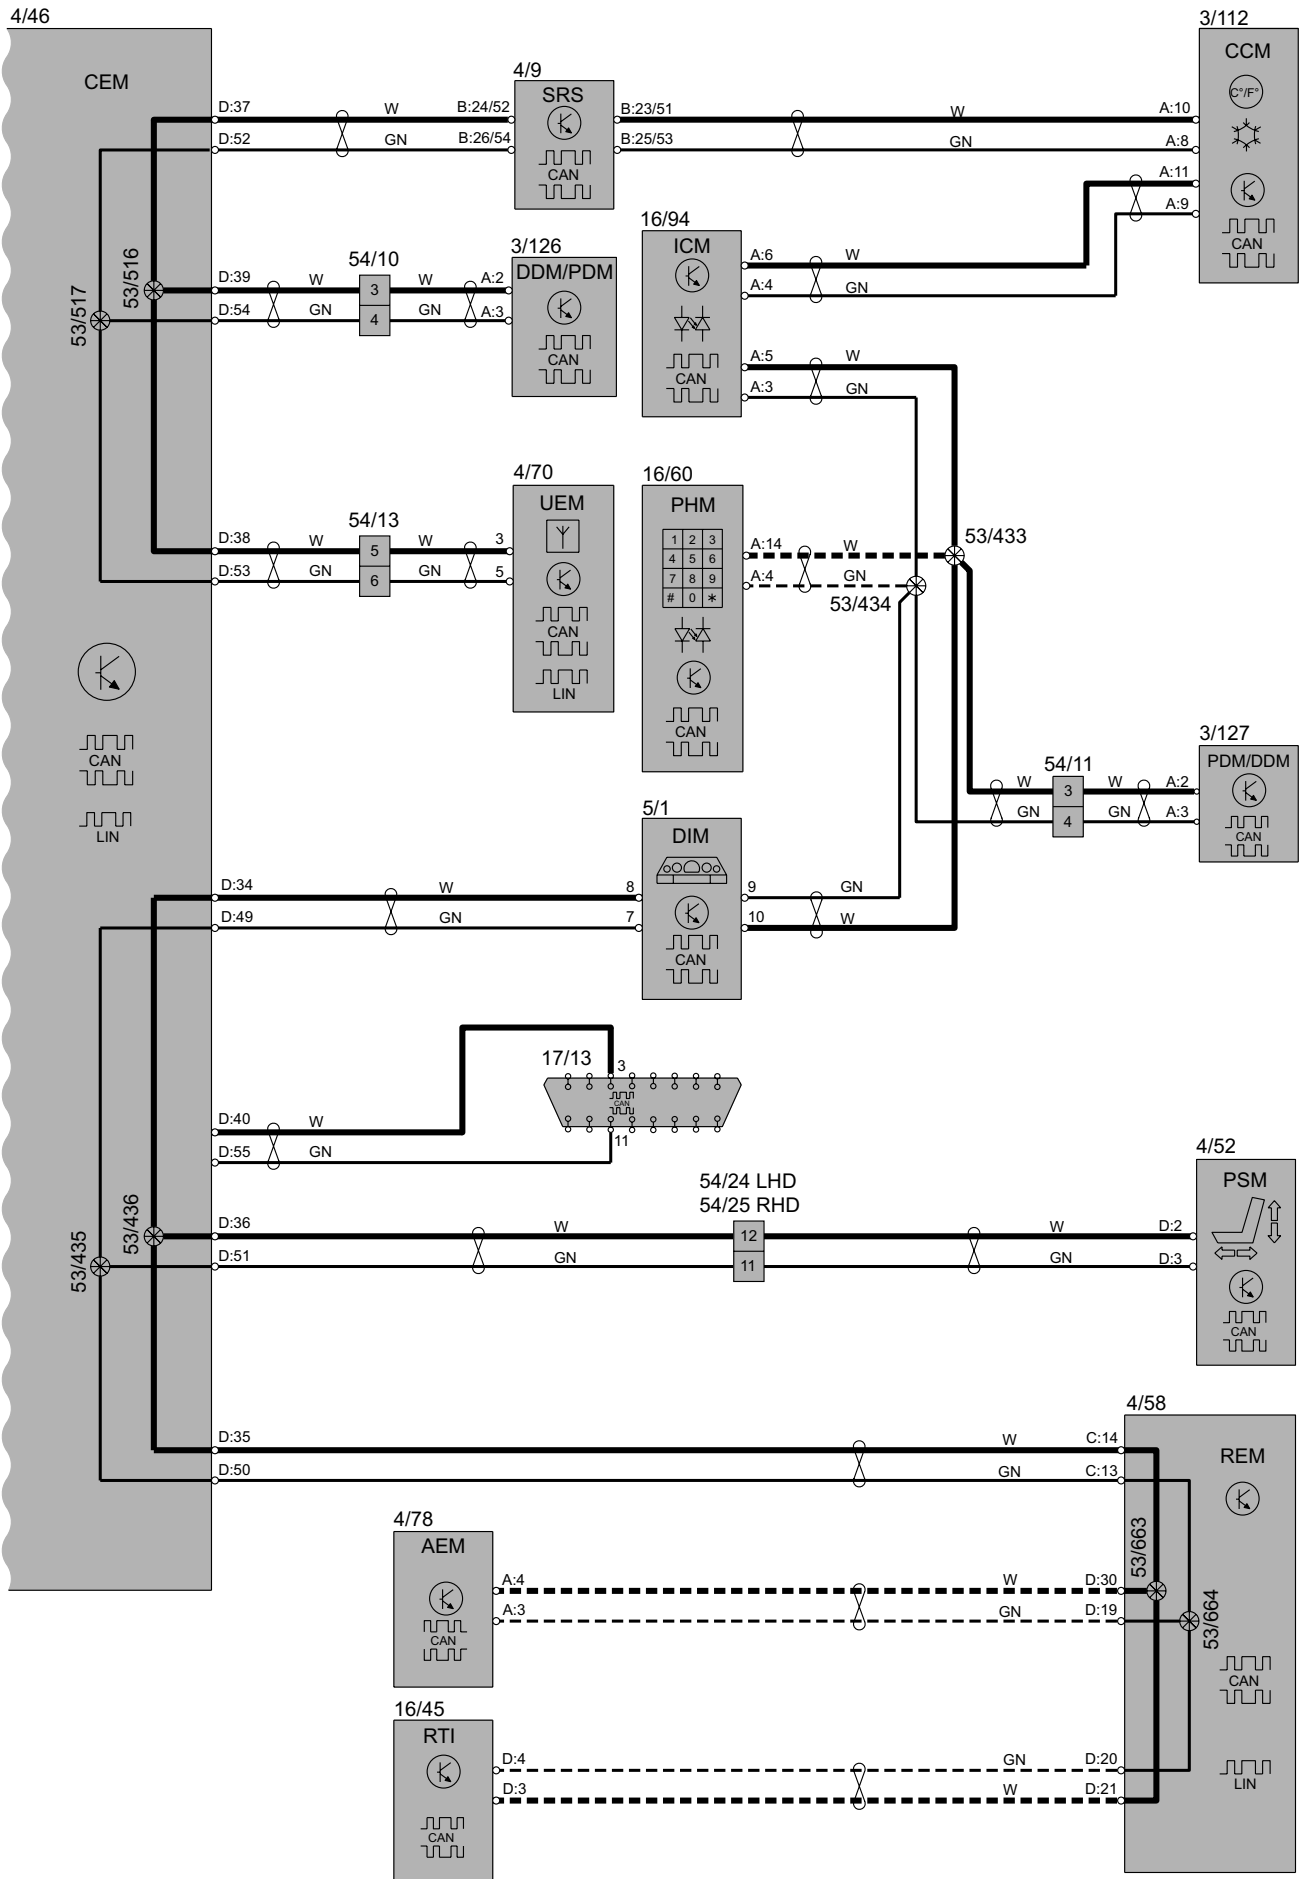 4/46
3/112
CEM
4/9
CCM
SRS
C°/F°
D:37
W
B:24/52
B:23/51
W
A:10
D:52
GN
B:26/54
B:25/53
GN
A:8
CAN
A:11
16/94
A:9
3/126
ICM
CAN
54/10
DDM/PDM
A:6
W
53/516
D:39
W
3
W
A:2
A:4
GN
53/517
D:54
GN
4
GN
A:3
CAN
A:5
W
CAN
A:3
GN
4/70
16/60
UEM
PHM
54/13
53/433
D:38
W
5
W
3
1 2 3
A:14
W
4 5 6
D:53
GN
6
GN
5
7 8 9
A:4
GN
# 0 *
53/434
CAN
LIN
CAN
3/127
CAN
54/11
PDM/DDM
W
3
W
A:2
LIN
5/1
GN
4
GN
A:3
DIM
CAN
D:34
W
8
9
GN
D:49
GN
7
10
W
CAN
17/13
3
CAN
D:40
W
11
D:55
GN
4/52
54/24 LHD
PSM
54/25 RHD
53/436
D:36
W
12
W
D:2
53/435
D:51
GN
11
GN
D:3
CAN
4/58
D:35
W
C:14
REM
D:50
GN
C:13
4/78
AEM
53/663
A:4
W
D:30
A:3
GN
D:19
53/664
CAN
CAN
16/45
RTI
D:4
GN
D:20
D:3
W
D:21
LIN
CAN